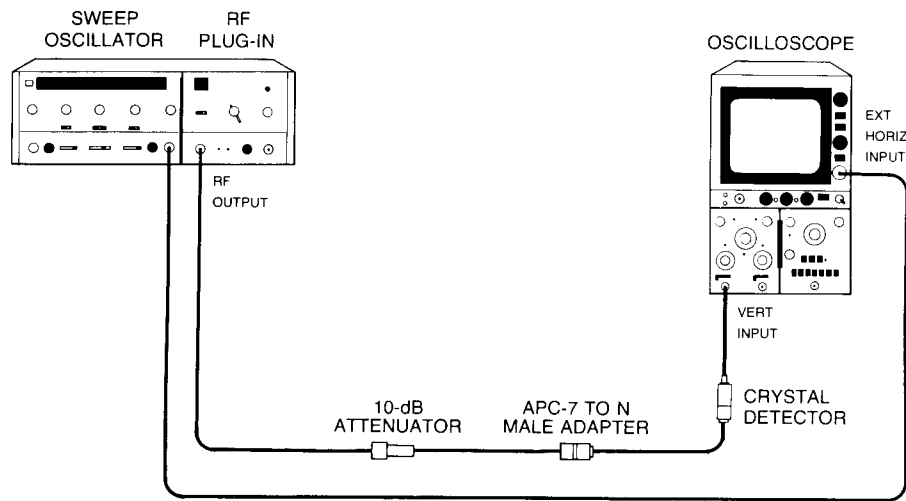 SWEEP
OSCILLATOR
RF
PLUG-IN
OSCILLOSCOPE
EXT
HORIZ
INPUT
RF
OUTPUT
VERT
INPUT
10-dB
ATTENUATOR
APC-7 TO N
MALE ADAPTER
CRYSTAL
DETECTOR